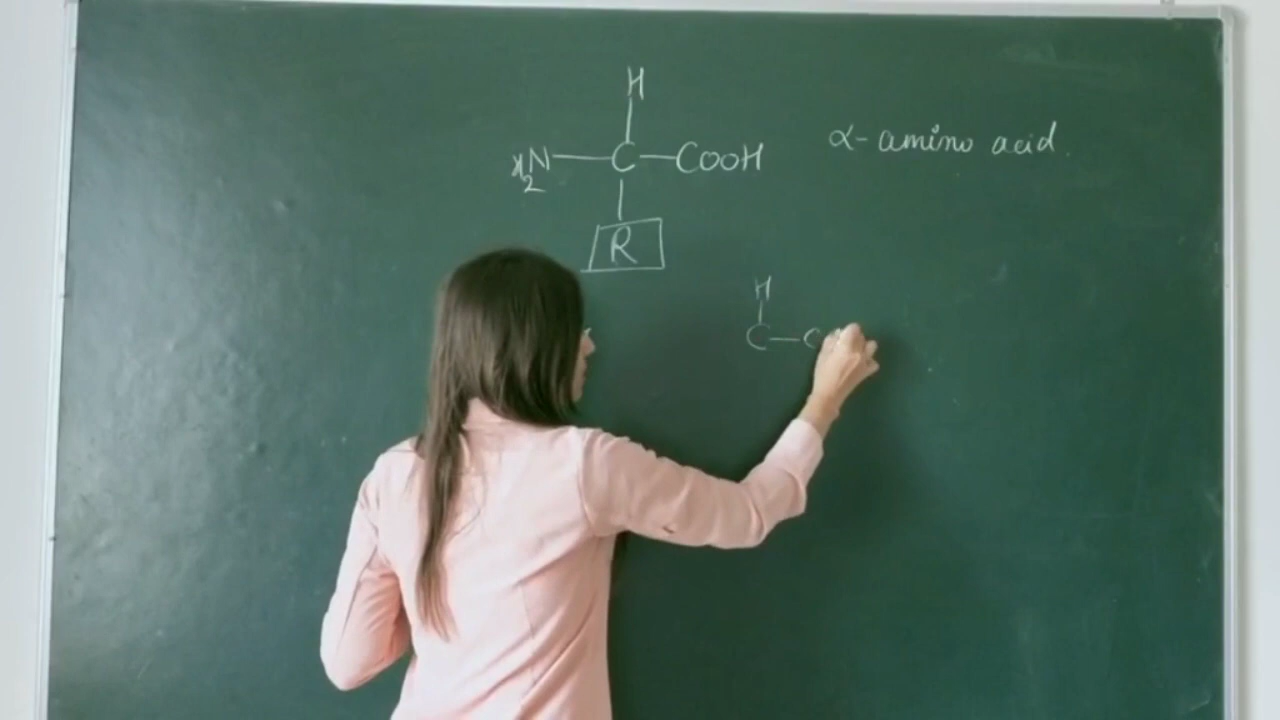 H
H₂N—C—COOH
α- amino acid.
R
H
C—C